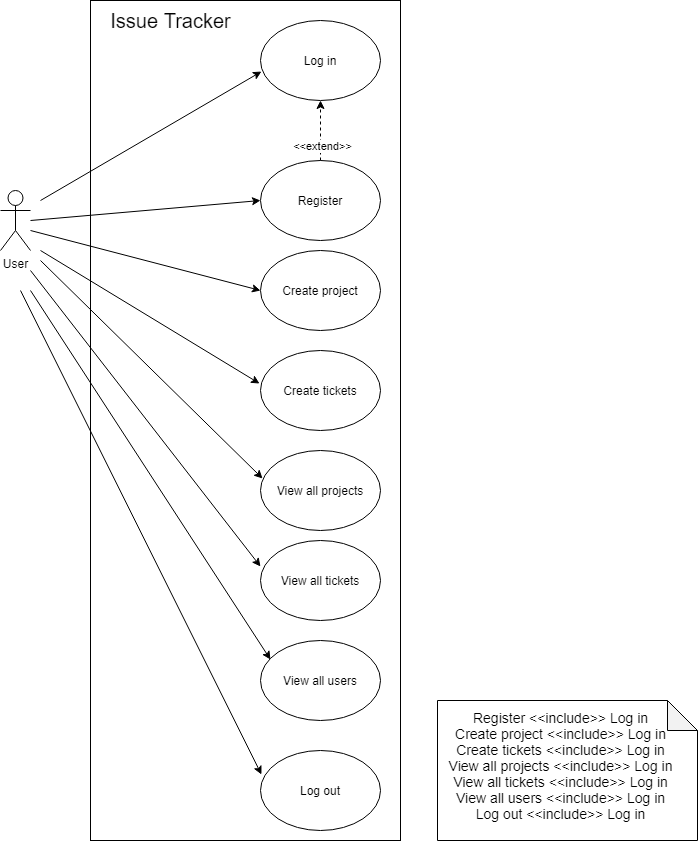 Issue Tracker
Log in
<<extend>>
Register
User
Create project
Create tickets
View all projects
View all tickets
View all users
Log out
Register <<include>> Log in
Create project <<include>> Log in
Create tickets <<include>> Log in
View all projects <<include>> Log in
View all tickets <<include>> Log in
View all users <<include>> Log in
Log out <<include>> Log in